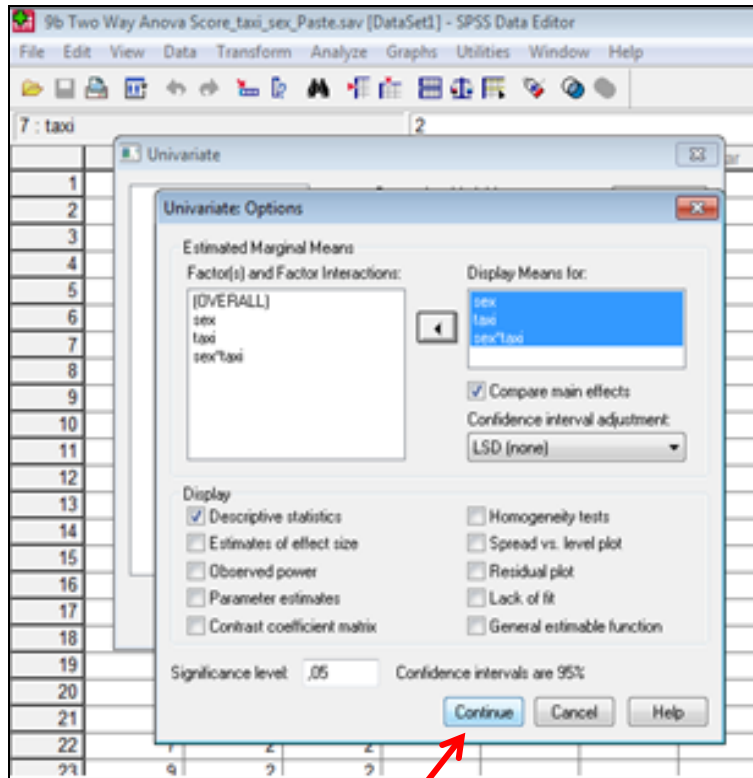 9b Two Way Anova Score_taxi_sex_Paste.sav [DataSet1] - SPSS Data Editor
File Edit View Data Transform Analyze Graphs Utilities Window Help
7 : taxi 2
Univariate
Univariate: Options
Estimated Marginal Means
Factor(s) and Factor Interactions:
(OVERALL)
sex
taxi
sex*taxi
Display Means for:
sex
taxi
sex*taxi
Compare main effects
Confidence interval adjustment:
LSD (none)
Display
Descriptive statistics
Estimates of effect size
Observed power
Parameter estimates
Contrast coefficient matrix
Homogeneity tests
Spread vs. level plot
Residual plot
Lack of fit
General estimable function
Significance level: ,05 Confidence intervals are 95%
Continue Cancel Help
1
2
3
4
5
6
7
8
9
10
11
12
13
14
15
16
17
18
19
20
21
22 7 2 2
23 9 2 2